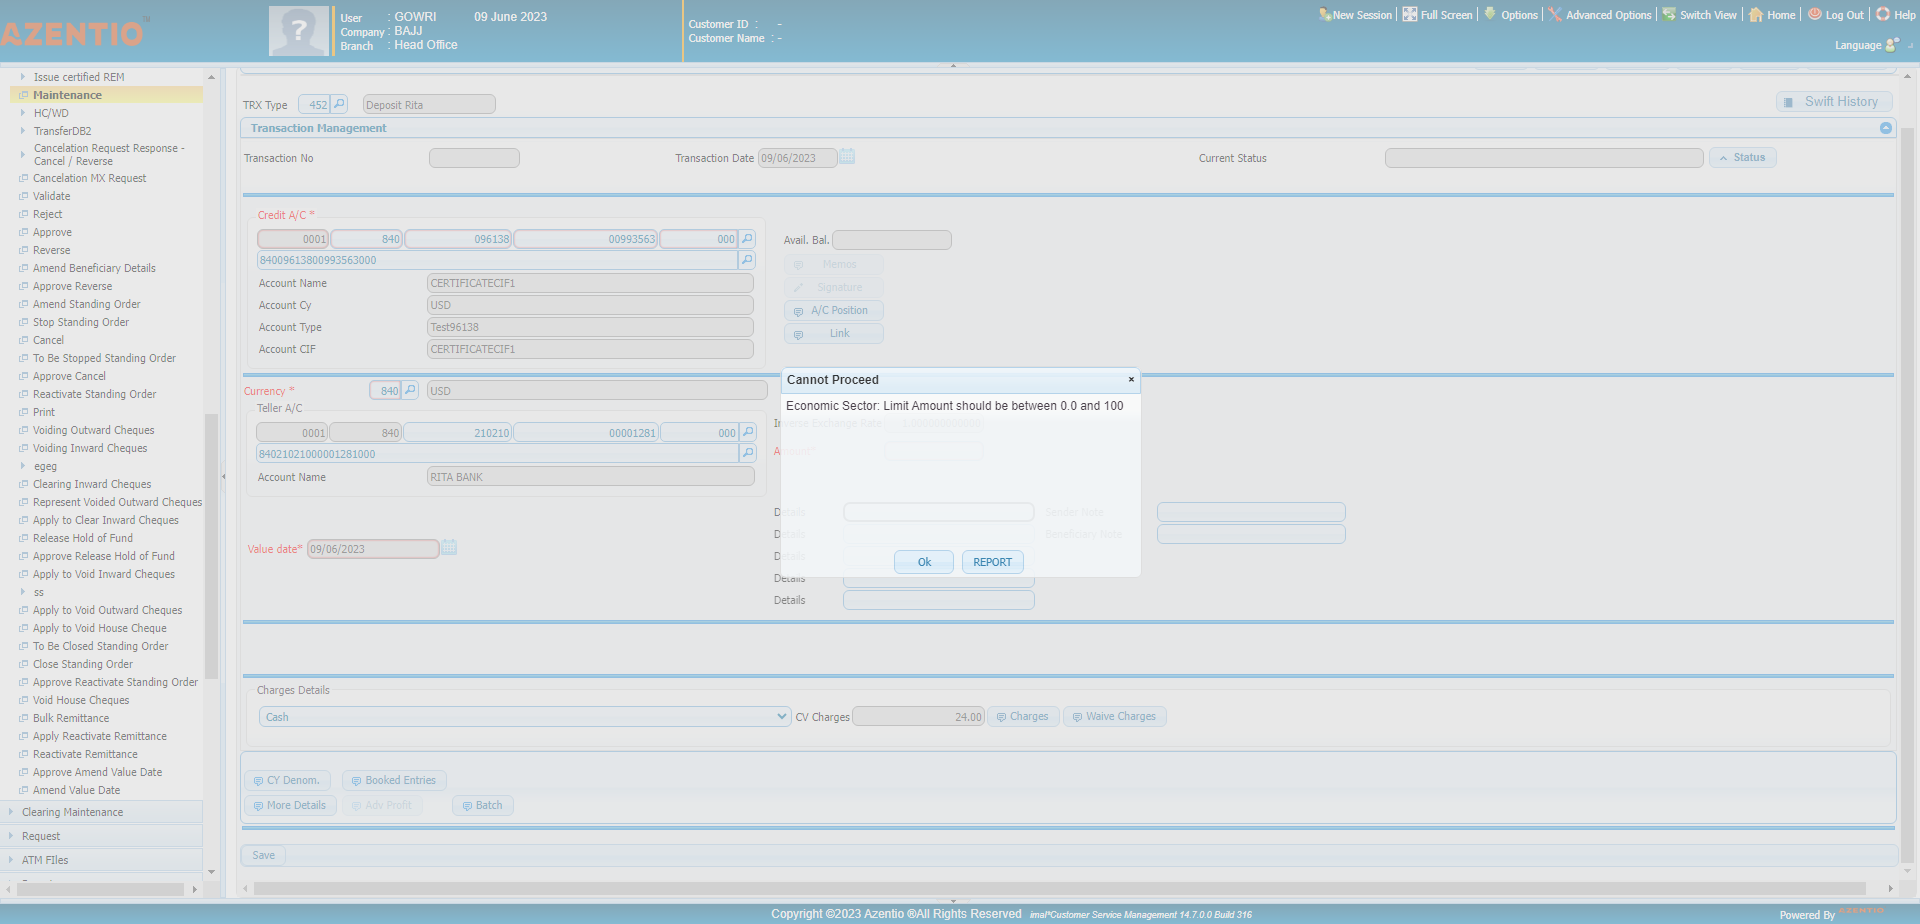 AZENTIO
User : GOWRI 09 June 2023
Company : BAJJ
Branch : Head Office
Customer ID : -
Customer Name : -
New Session Full Screen Options Advanced Options Switch View Home Log Out Help
Language
Issue certified REM
Maintenance
HC/WD
TransferDB2
Cancelation Request Response -
Cancel / Reverse
Cancelation MX Request
Validate
Reject
Approve
Reverse
Amend Beneficiary Details
Approve Reverse
Amend Standing Order
Stop Standing Order
Cancel
To Be Stopped Standing Order
Approve Cancel
Reactivate Standing Order
Print
Voiding Outward Cheques
Voiding Inward Cheques
egeg
Clearing Inward Cheques
Represent Voided Outward Cheques
Apply to Clear Inward Cheques
Release Hold of Fund
Approve Release Hold of Fund
Apply to Void Inward Cheques
ss
Apply to Void Outward Cheques
Apply to Void House Cheque
To Be Closed Standing Order
Close Standing Order
Approve Reactivate Standing Order
Void House Cheques
Bulk Remittance
Apply Reactivate Remittance
Reactivate Remittance
Approve Amend Value Date
Amend Value Date
Clearing Maintenance
Request
ATM FIles
TRX Type 452 Deposit Rita
Swift History
Transaction Management
Transaction No Transaction Date 09/06/2023 Current Status Status
Credit A/C *
0001 840 096138 00993563 000
84009613800993563000
Account Name CERTIFICATECIF1
Account Cy USD
Account Type Test96138
Account CIF CERTIFICATECIF1
Avail. Bal.
Memos
Signature
A/C Position
Link
Currency * 840 USD
Teller A/C
0001 840 210210 00001281 000
84021021000001281000
Account Name RITA BANK
Value date* 09/06/2023
Cannot Proceed
Economic Sector: Limit Amount should be between 0.0 and 100
Inverse Exchange Rate
Ok REPORT
Details Sender Note
Details Beneficiary Note
Details
Details
Details
Charges Details
Cash CV Charges 24.00 Charges Waive Charges
CY Denom. Booked Entries
More Details Adv Profit Batch
Save
Copyright ©2023 Azentio ®All Rights Reserved imal*Customer Service Management 14.7.0.0 Build 316
Powered By AZENTIO